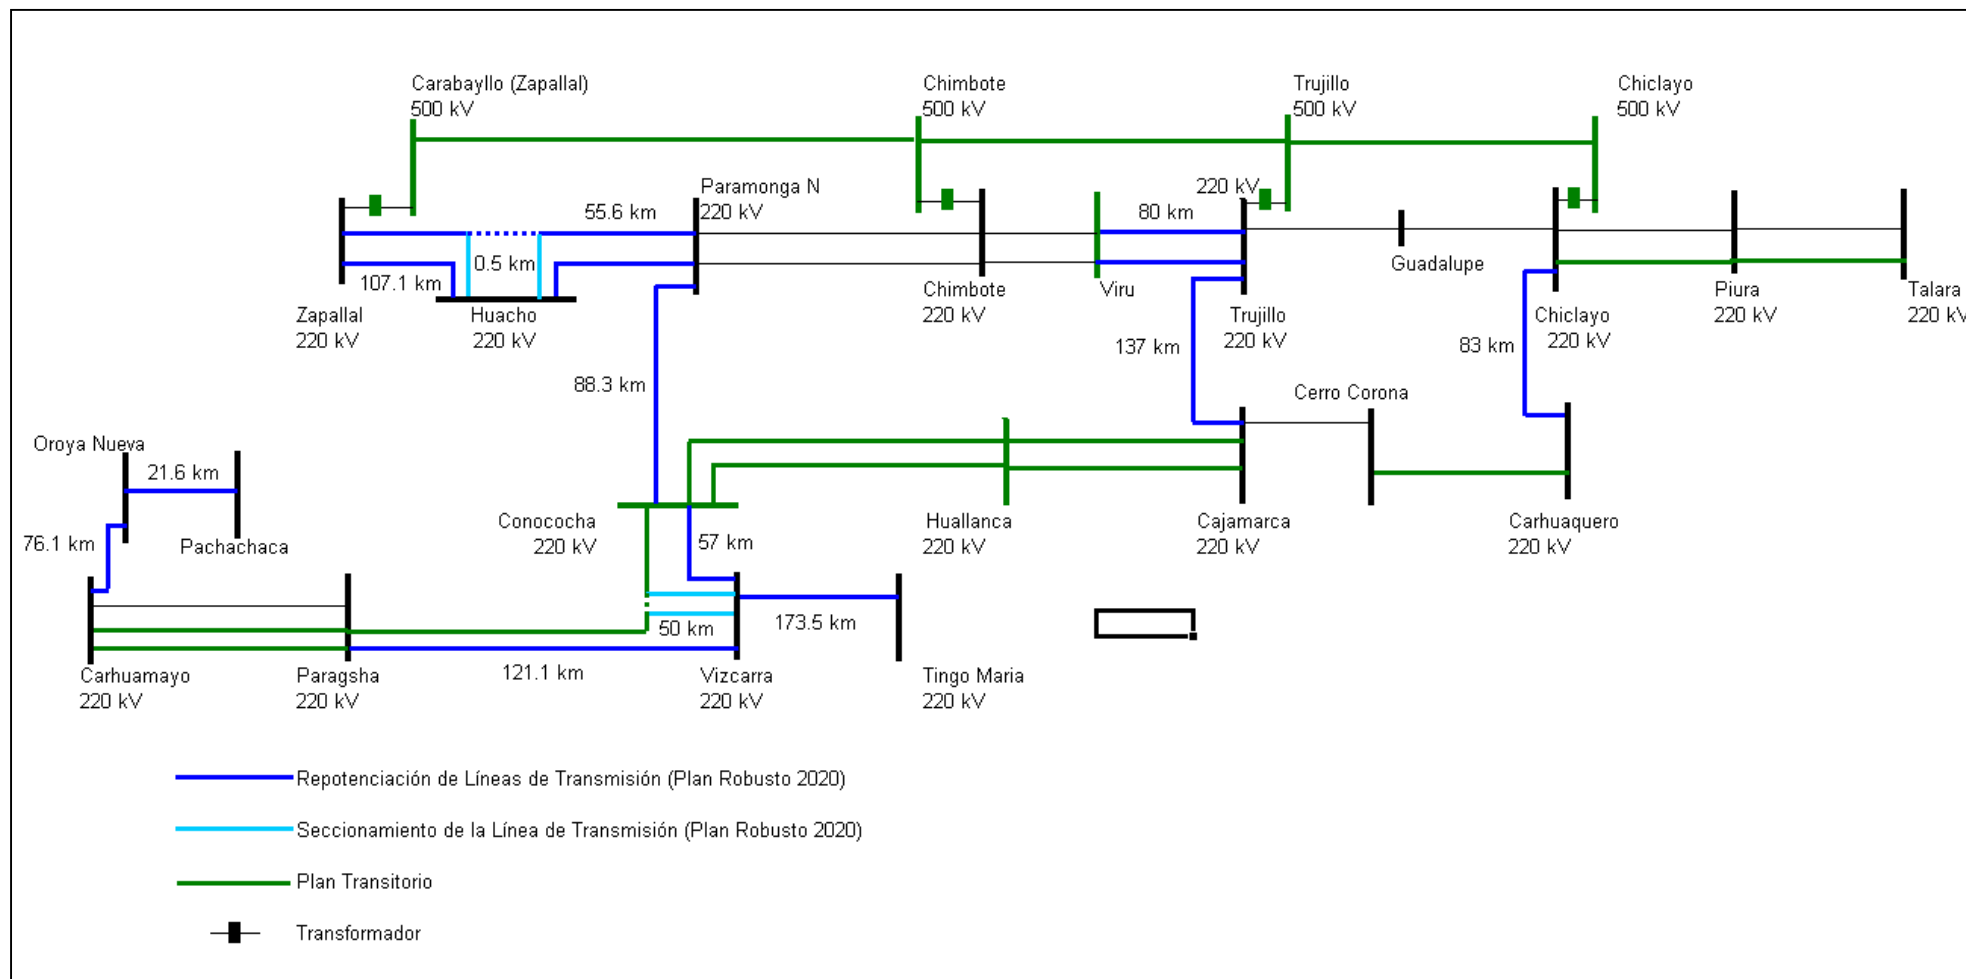 Carabayllo (Zapallal)
500 kV
Chimbote
500 kV
Trujillo
500 kV
Chiclayo
500 kV
Paramonga N
220 kV
220 kV
55.6 km
80 km
0.5 km
107.1 km
Guadalupe
Zapallal
220 kV
Huacho
220 kV
Chimbote
220 kV
Viru
Trujillo
220 kV
Chiclayo
220 kV
Piura
220 kV
Talara
220 kV
137 km
83 km
88.3 km
Cerro Corona
Oroya Nueva
21.6 km
76.1 km
Pachachaca
Conococha
220 kV
57 km
Huallanca
220 kV
Cajamarca
220 kV
Carhuaquero
220 kV
50 km
173.5 km
121.1 km
Carhuamayo
220 kV
Paragsha
220 kV
Vizcarra
220 kV
Tingo Maria
220 kV
Repotenciación de Líneas de Transmisión (Plan Robusto 2020)
Seccionamiento de la Línea de Transmisión (Plan Robusto 2020)
Plan Transitorio
Transformador